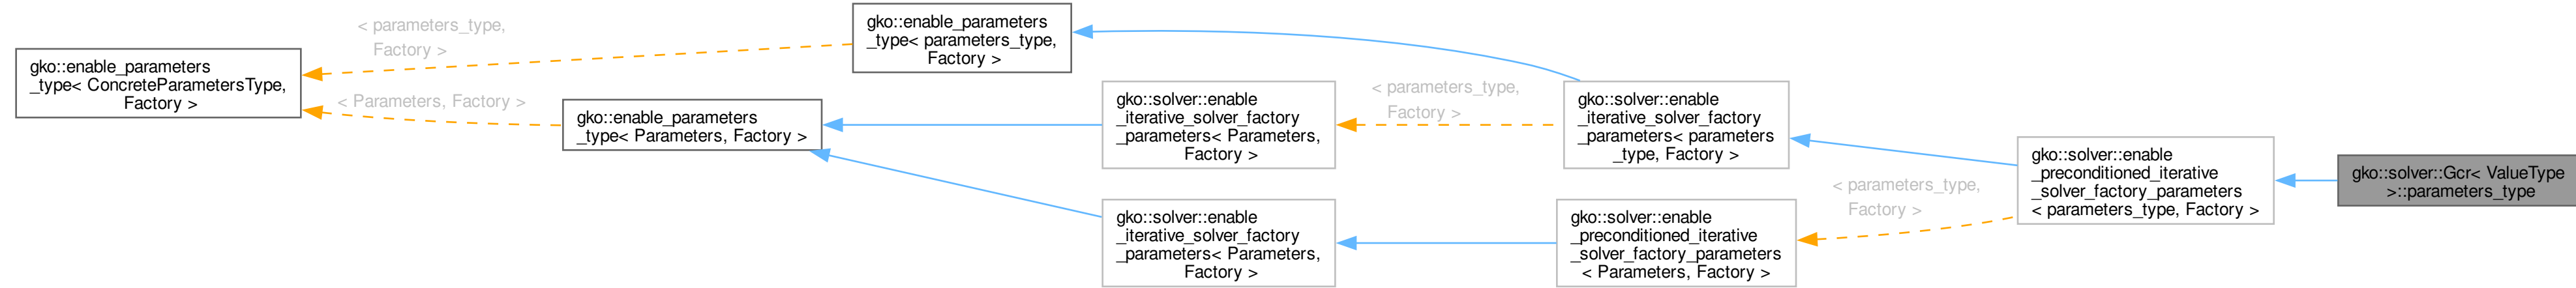 gko::enable_parameters
_type< ConcreteParametersType,
Factory >
< parameters_type,
Factory >
< Parameters, Factory >
gko::enable_parameters
_type< parameters_type,
Factory >
gko::enable_parameters
_type< Parameters, Factory >
gko::solver::enable
_iterative_solver_factory
_parameters< Parameters,
Factory >
gko::solver::enable
_iterative_solver_factory
_parameters< Parameters,
Factory >
< parameters_type,
Factory >
gko::solver::enable
_iterative_solver_factory
_parameters< parameters
_type, Factory >
gko::solver::enable
_preconditioned_iterative
_solver_factory_parameters
< Parameters, Factory >
< parameters_type,
Factory >
gko::solver::enable
_preconditioned_iterative
_solver_factory_parameters
< parameters_type, Factory >
gko::solver::Gcr< ValueType
>::parameters_type